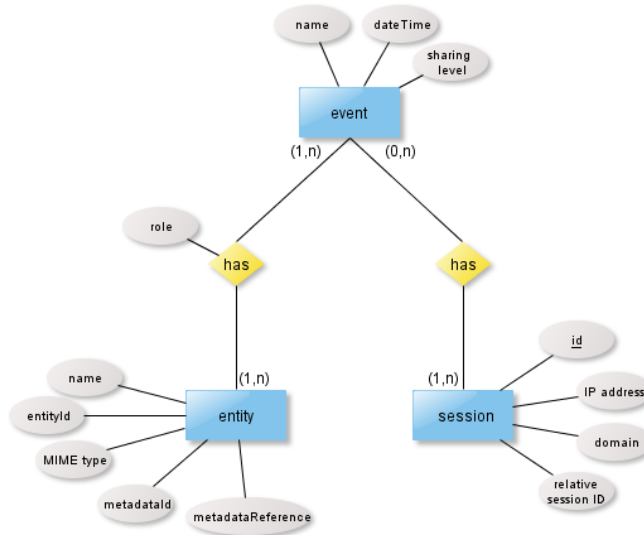 name
dateTime
sharing
level
event
(1,n)
(0,n)
role
has
has
(1,n)
(1,n)
name
entityId
MIME type
metadataId
metadataReference
entity
session
id
IP address
domain
relative
session ID